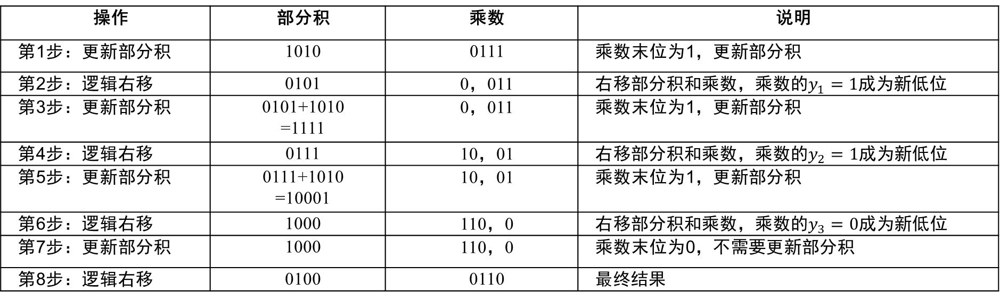 操作 部分积 乘数 说明
第1步：更新部分积 1010 0111 乘数末位为1，更新部分积
第2步：逻辑右移 0101 0，011 右移部分积和乘数，乘数的y₁ = 1成为新低位
第3步：更新部分积 0101+1010 0，011 乘数末位为1，更新部分积
=1111
第4步：逻辑右移 0111 10，01 右移部分积和乘数，乘数的y₂ = 1成为新低位
第5步：更新部分积 0111+1010 10，01 乘数末位为1，更新部分积
=10001
第6步：逻辑右移 1000 110，0 右移部分积和乘数，乘数的y₃ = 0成为新低位
第7步：更新部分积 1000 110，0 乘数末位为0，不需要更新部分积
第8步：逻辑右移 0100 0110 最终结果